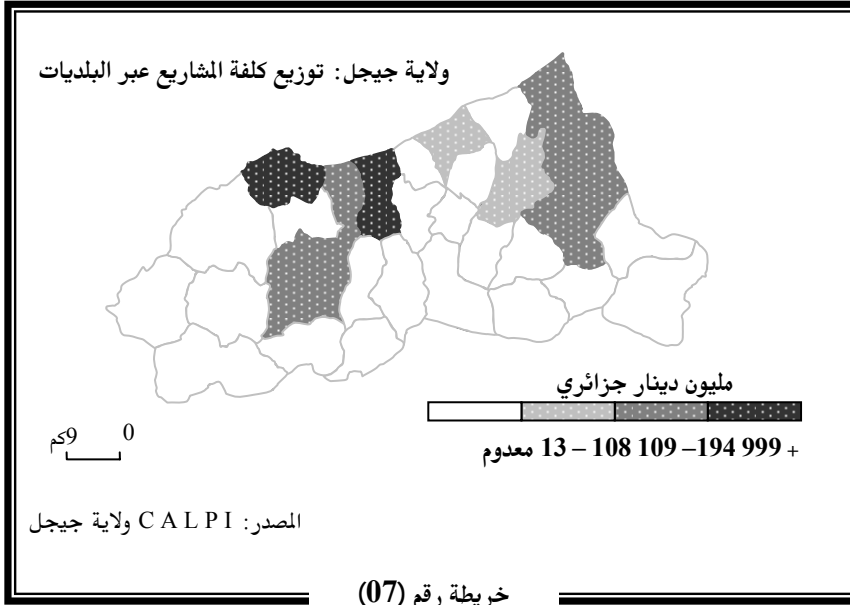 ولاية جيجل: توزيع كلفة المشاريع عبر البلديات
مليون دينار جزائري
معدوم 13 – 108 109 –194 999 +
9كم 0
المصدر: C A L P I ولاية جيجل
خريطة رقم (07)